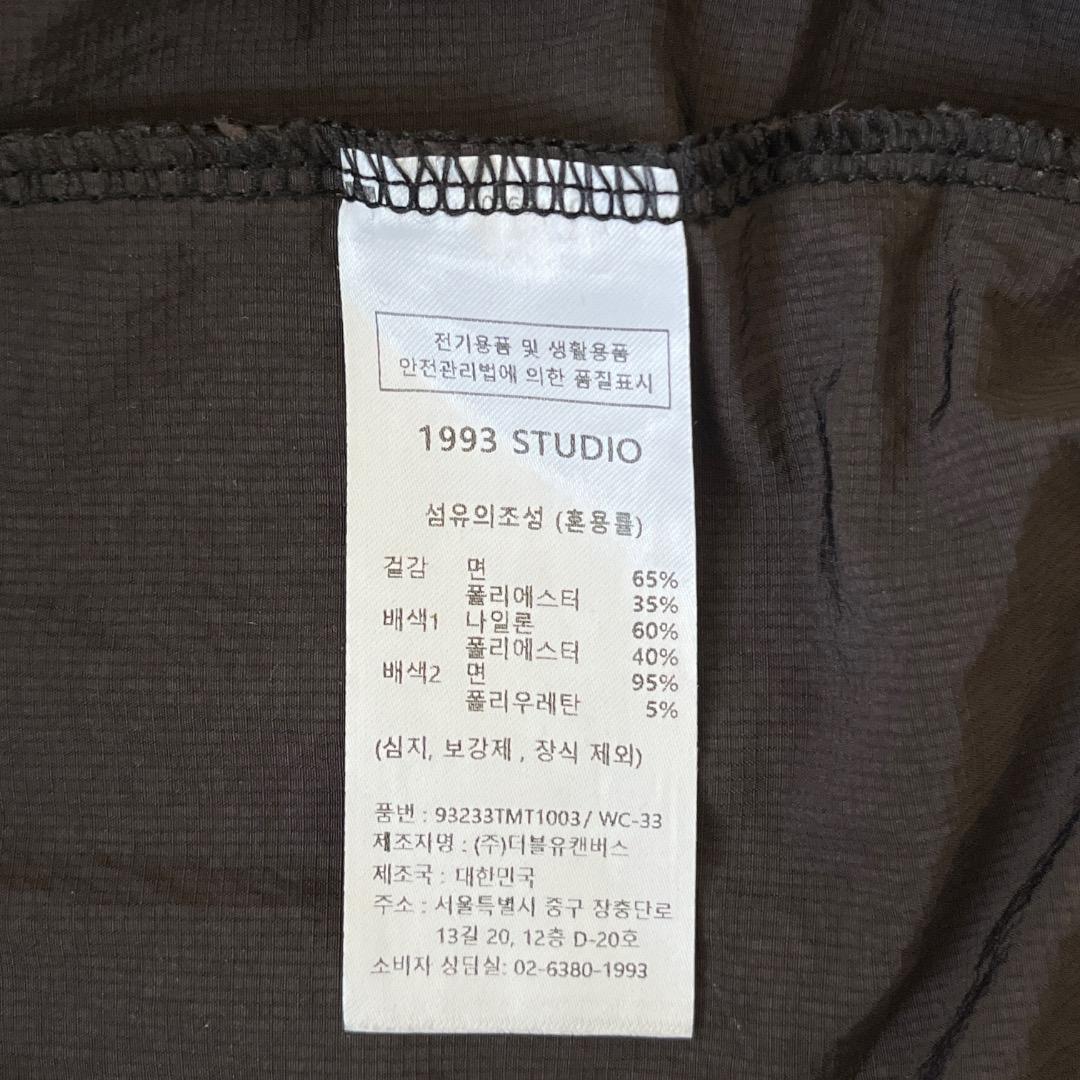 전기용품 및 생활용품
안전관리법에 의한 품질표시
1993 STUDIO
섬유의조성 (혼용률)
겉감 면 65%
폴리에스터 35%
배색1 나일론 60%
폴리에스터 40%
배색2 면 95%
폴리우레탄 5%
(심지, 보강제 , 장식 제외)
품번 : 93233TMT1003/ WC-33
제조자명 : (주)더블유캔버스
제조국 : 대한민국
주소 : 서울특별시 중구 장충단로
13길 20, 12층 D-20호
소비자 상담실: 02-6380-1993